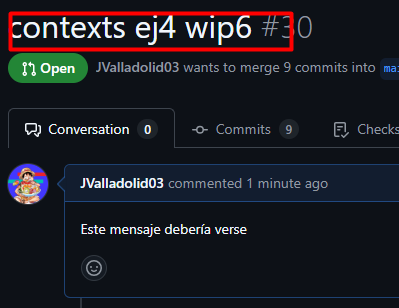 contexts ej4 wip6 #30
Open
JValladolid03 wants to merge 9 commits into
Conversation 0
Commits 9
Checks
JValladolid03 commented 1 minute ago
Este mensaje debería verse